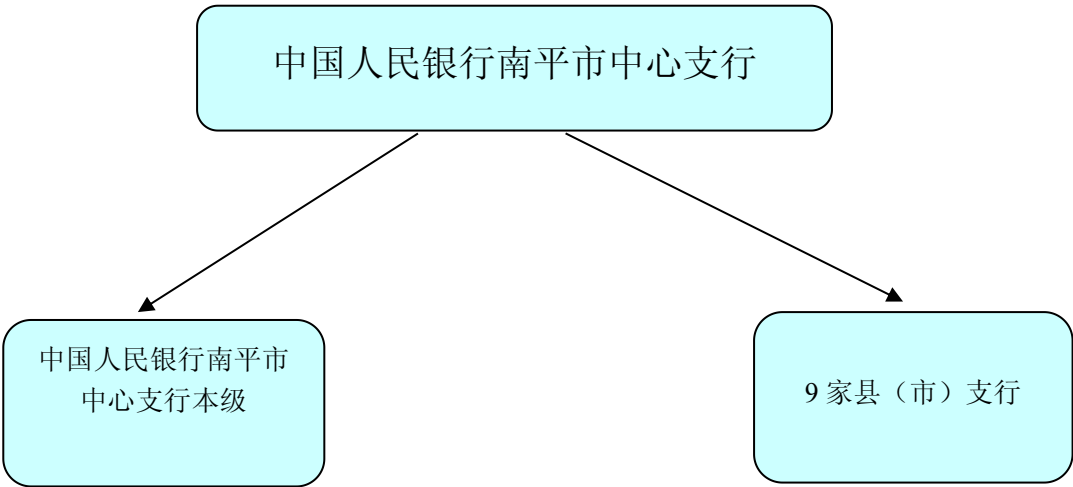 中国人民银行南平市中心支行
中国人民银行南平市
中心支行本级
9 家县（市）支行